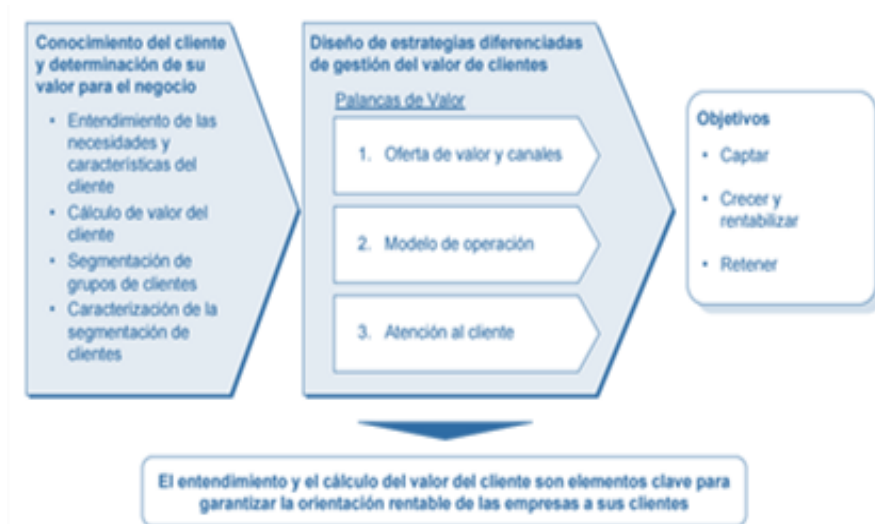 Conocimiento del cliente
y determinación de su
valor para el negocio
• Entendimiento de las
necesidades y
características del
cliente
• Cálculo de valor del
cliente
• Segmentación de
grupos de clientes
• Caracterización de la
segmentación de
clientes
Diseño de estrategias diferenciadas
de gestión del valor de clientes
Palancas de Valor
1. Oferta de valor y canales
2. Modelo de operación
3. Atención al cliente
Objetivos
• Captar
• Crecer y
rentabilizar
• Retener
El entendimiento y el cálculo del valor del cliente son elementos clave para
garantizar la orientación rentable de las empresas a sus clientes